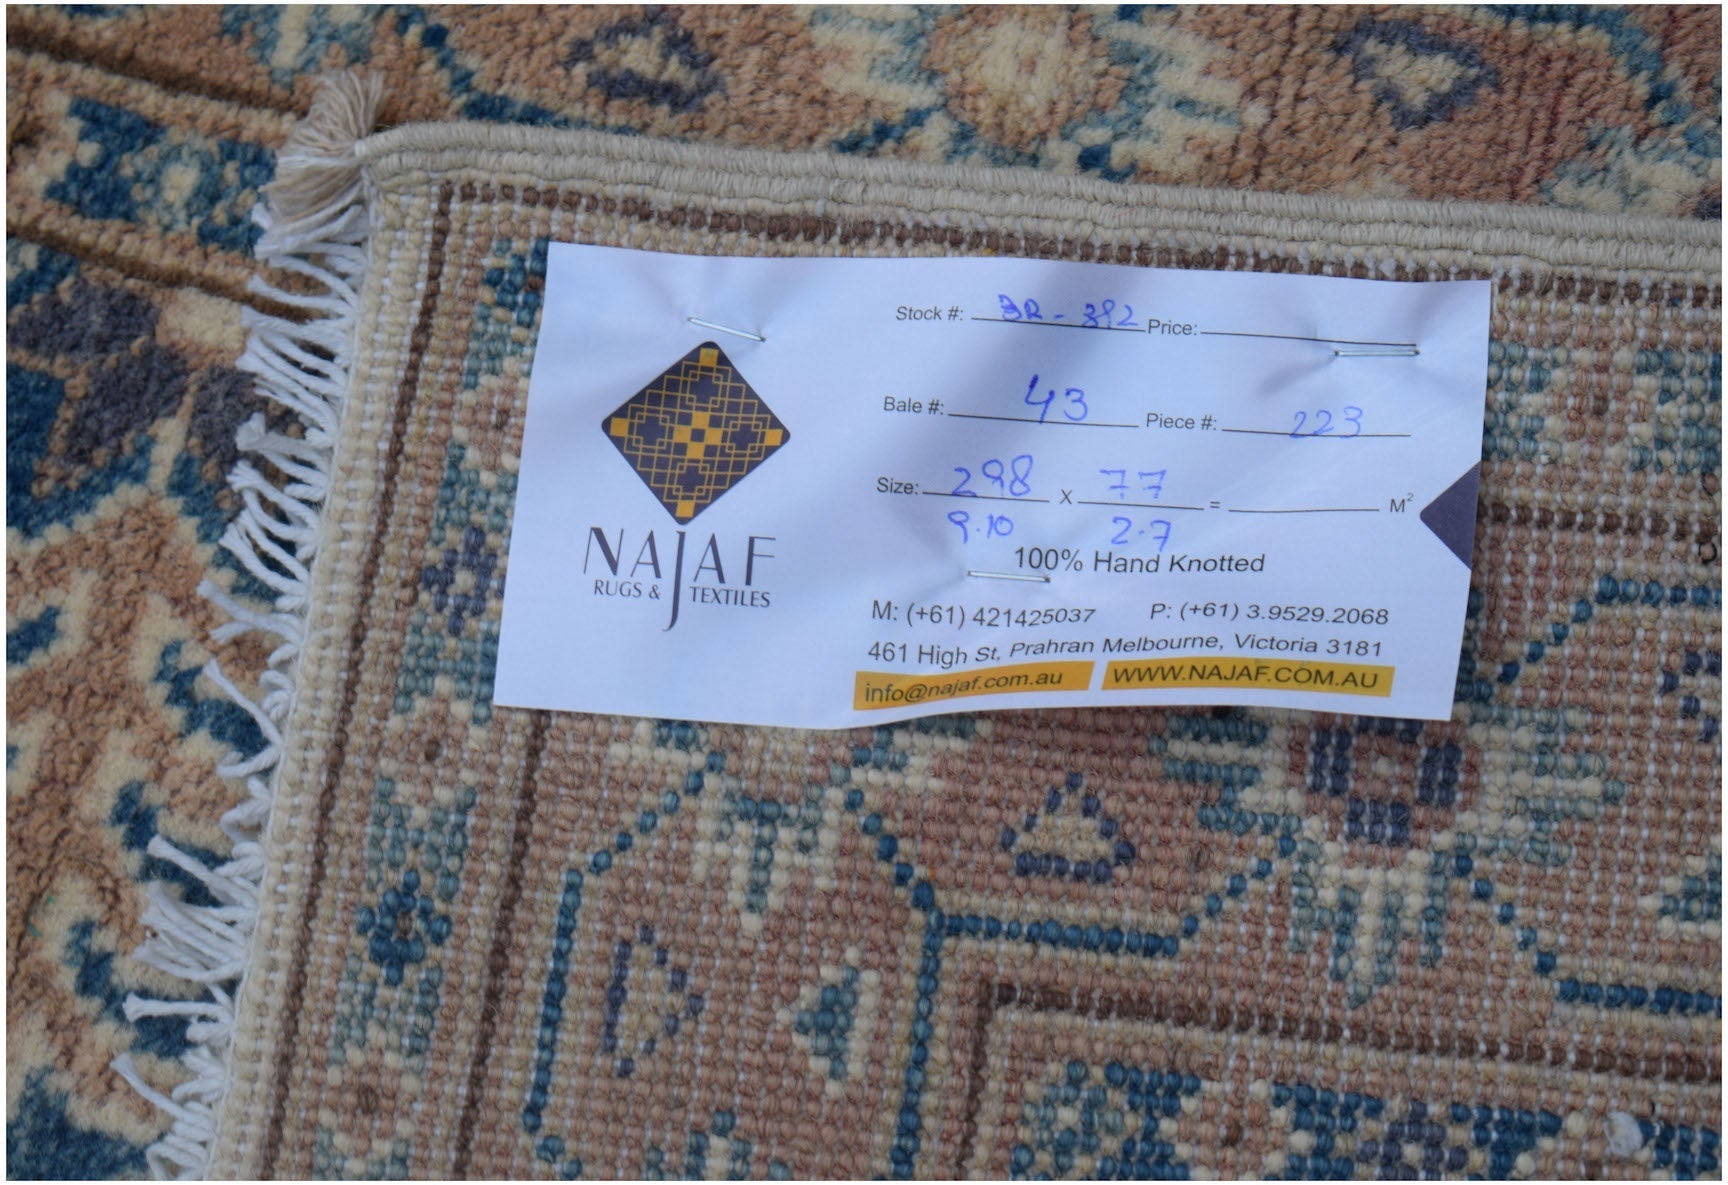 Stock #: BR - 392 Price:
Bale #: 43 Piece #: 223
Size: 298 X 77 = M²
9.10 2.7
100% Hand Knotted
NAJAF
RUGS & TEXTILES
M: (+61) 421425037 P: (+61) 3.9529.2068
461 High St, Prahran Melbourne, Victoria 3181
info@najaf.com.au WWW.NAJAF.COM.AU